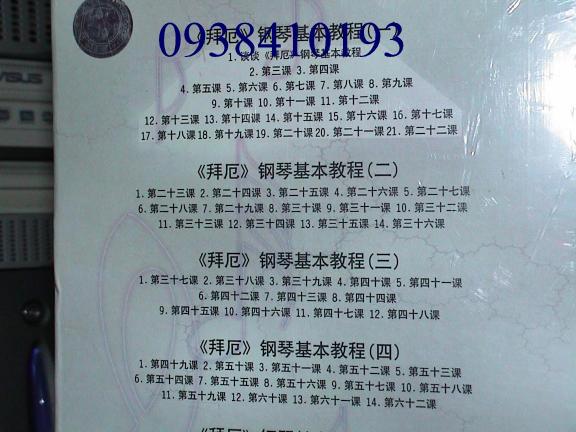 《拜厄》钢琴基本教程(一)
09384101​93
1.谈谈《拜厄》钢琴基本教程
2.第三课 3.第四课
4.第五课 5.第六课 6.第七课 7.第八课 8.第九课
9.第十课 10.第十一课 11.第十二课
12.第十三课 13.第十四课 14.第十五课 15.第十六课 16.第十七课
17.第十八课 18.第十九课 19.第二十课 20.第二十一课 21.第二十二课
《拜厄》钢琴基本教程(二)
1.第二十三课 2.第二十四课 3.第二十五课 4.第二十六课 5.第二十七课
6.第二十八课 7.第二十九课 8.第三十课 9.第三十一课 10.第三十二课
11.第三十三课 12.第三十四课 13.第三十五课 14.第三十六课
《拜厄》钢琴基本教程(三)
1.第三十七课 2.第三十八课 3.第三十九课 4.第四十课 5.第四十一课
6.第四十二课 7.第四十三课 8.第四十四课
9.第四十五课 10.第四十六课 11.第四十七课 12.第四十八课
《拜厄》钢琴基本教程(四)
1.第四十九课 2.第五十课 3.第五十一课 4.第五十二课 5.第五十三课
6.第五十四课 7.第五十五课 8.第五十六课 9.第五十七课 10.第五十八课
11.第五十九课 12.第六十课 13.第六十一课 14.第六十二课
ASUS